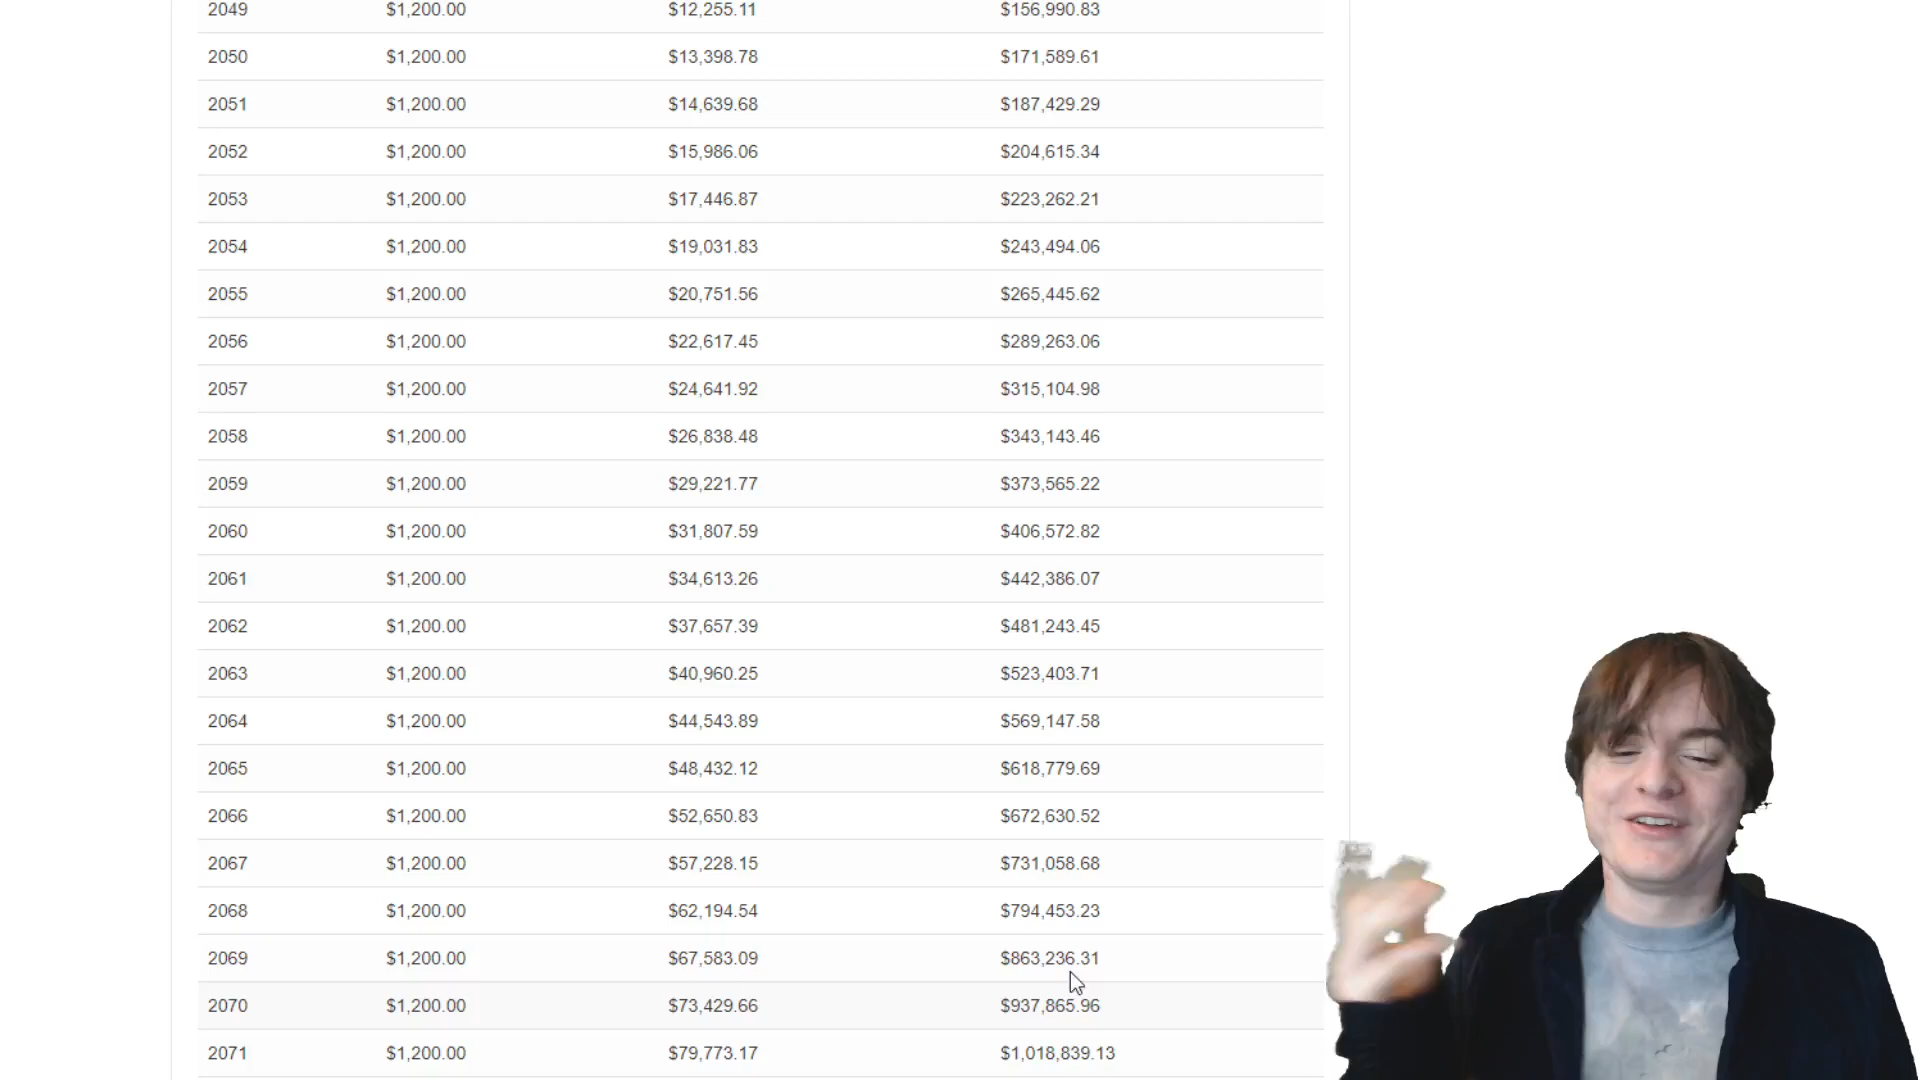 2049 $1,200.00 $12,255.11 $156,990.83
2050 $1,200.00 $13,398.78 $171,589.61
2051 $1,200.00 $14,639.68 $187,429.29
2052 $1,200.00 $15,986.06 $204,615.34
2053 $1,200.00 $17,446.87 $223,262.21
2054 $1,200.00 $19,031.83 $243,494.06
2055 $1,200.00 $20,751.56 $265,445.62
2056 $1,200.00 $22,617.45 $289,263.06
2057 $1,200.00 $24,641.92 $315,104.98
2058 $1,200.00 $26,838.48 $343,143.46
2059 $1,200.00 $29,221.77 $373,565.22
2060 $1,200.00 $31,807.59 $406,572.82
2061 $1,200.00 $34,613.26 $442,386.07
2062 $1,200.00 $37,657.39 $481,243.45
2063 $1,200.00 $40,960.25 $523,403.71
2064 $1,200.00 $44,543.89 $569,147.58
2065 $1,200.00 $48,432.12 $618,779.69
2066 $1,200.00 $52,650.83 $672,630.52
2067 $1,200.00 $57,228.15 $731,058.68
2068 $1,200.00 $62,194.54 $794,453.23
2069 $1,200.00 $67,583.09 $863,236.31
2070 $1,200.00 $73,429.66 $937,865.96
2071 $1,200.00 $79,773.17 $1,018,839.13